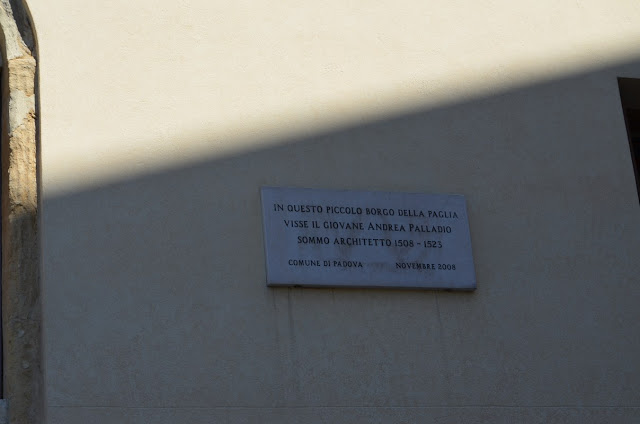 IN QUESTO PICCOLO BORGO DELLA PAGLIA
VISSE IL GIOVANE ANDREA PALLADIO
SOMMO ARCHITETTO 1508 - 1523
COMUNE DI PADOVA NOVEMBRE 2008